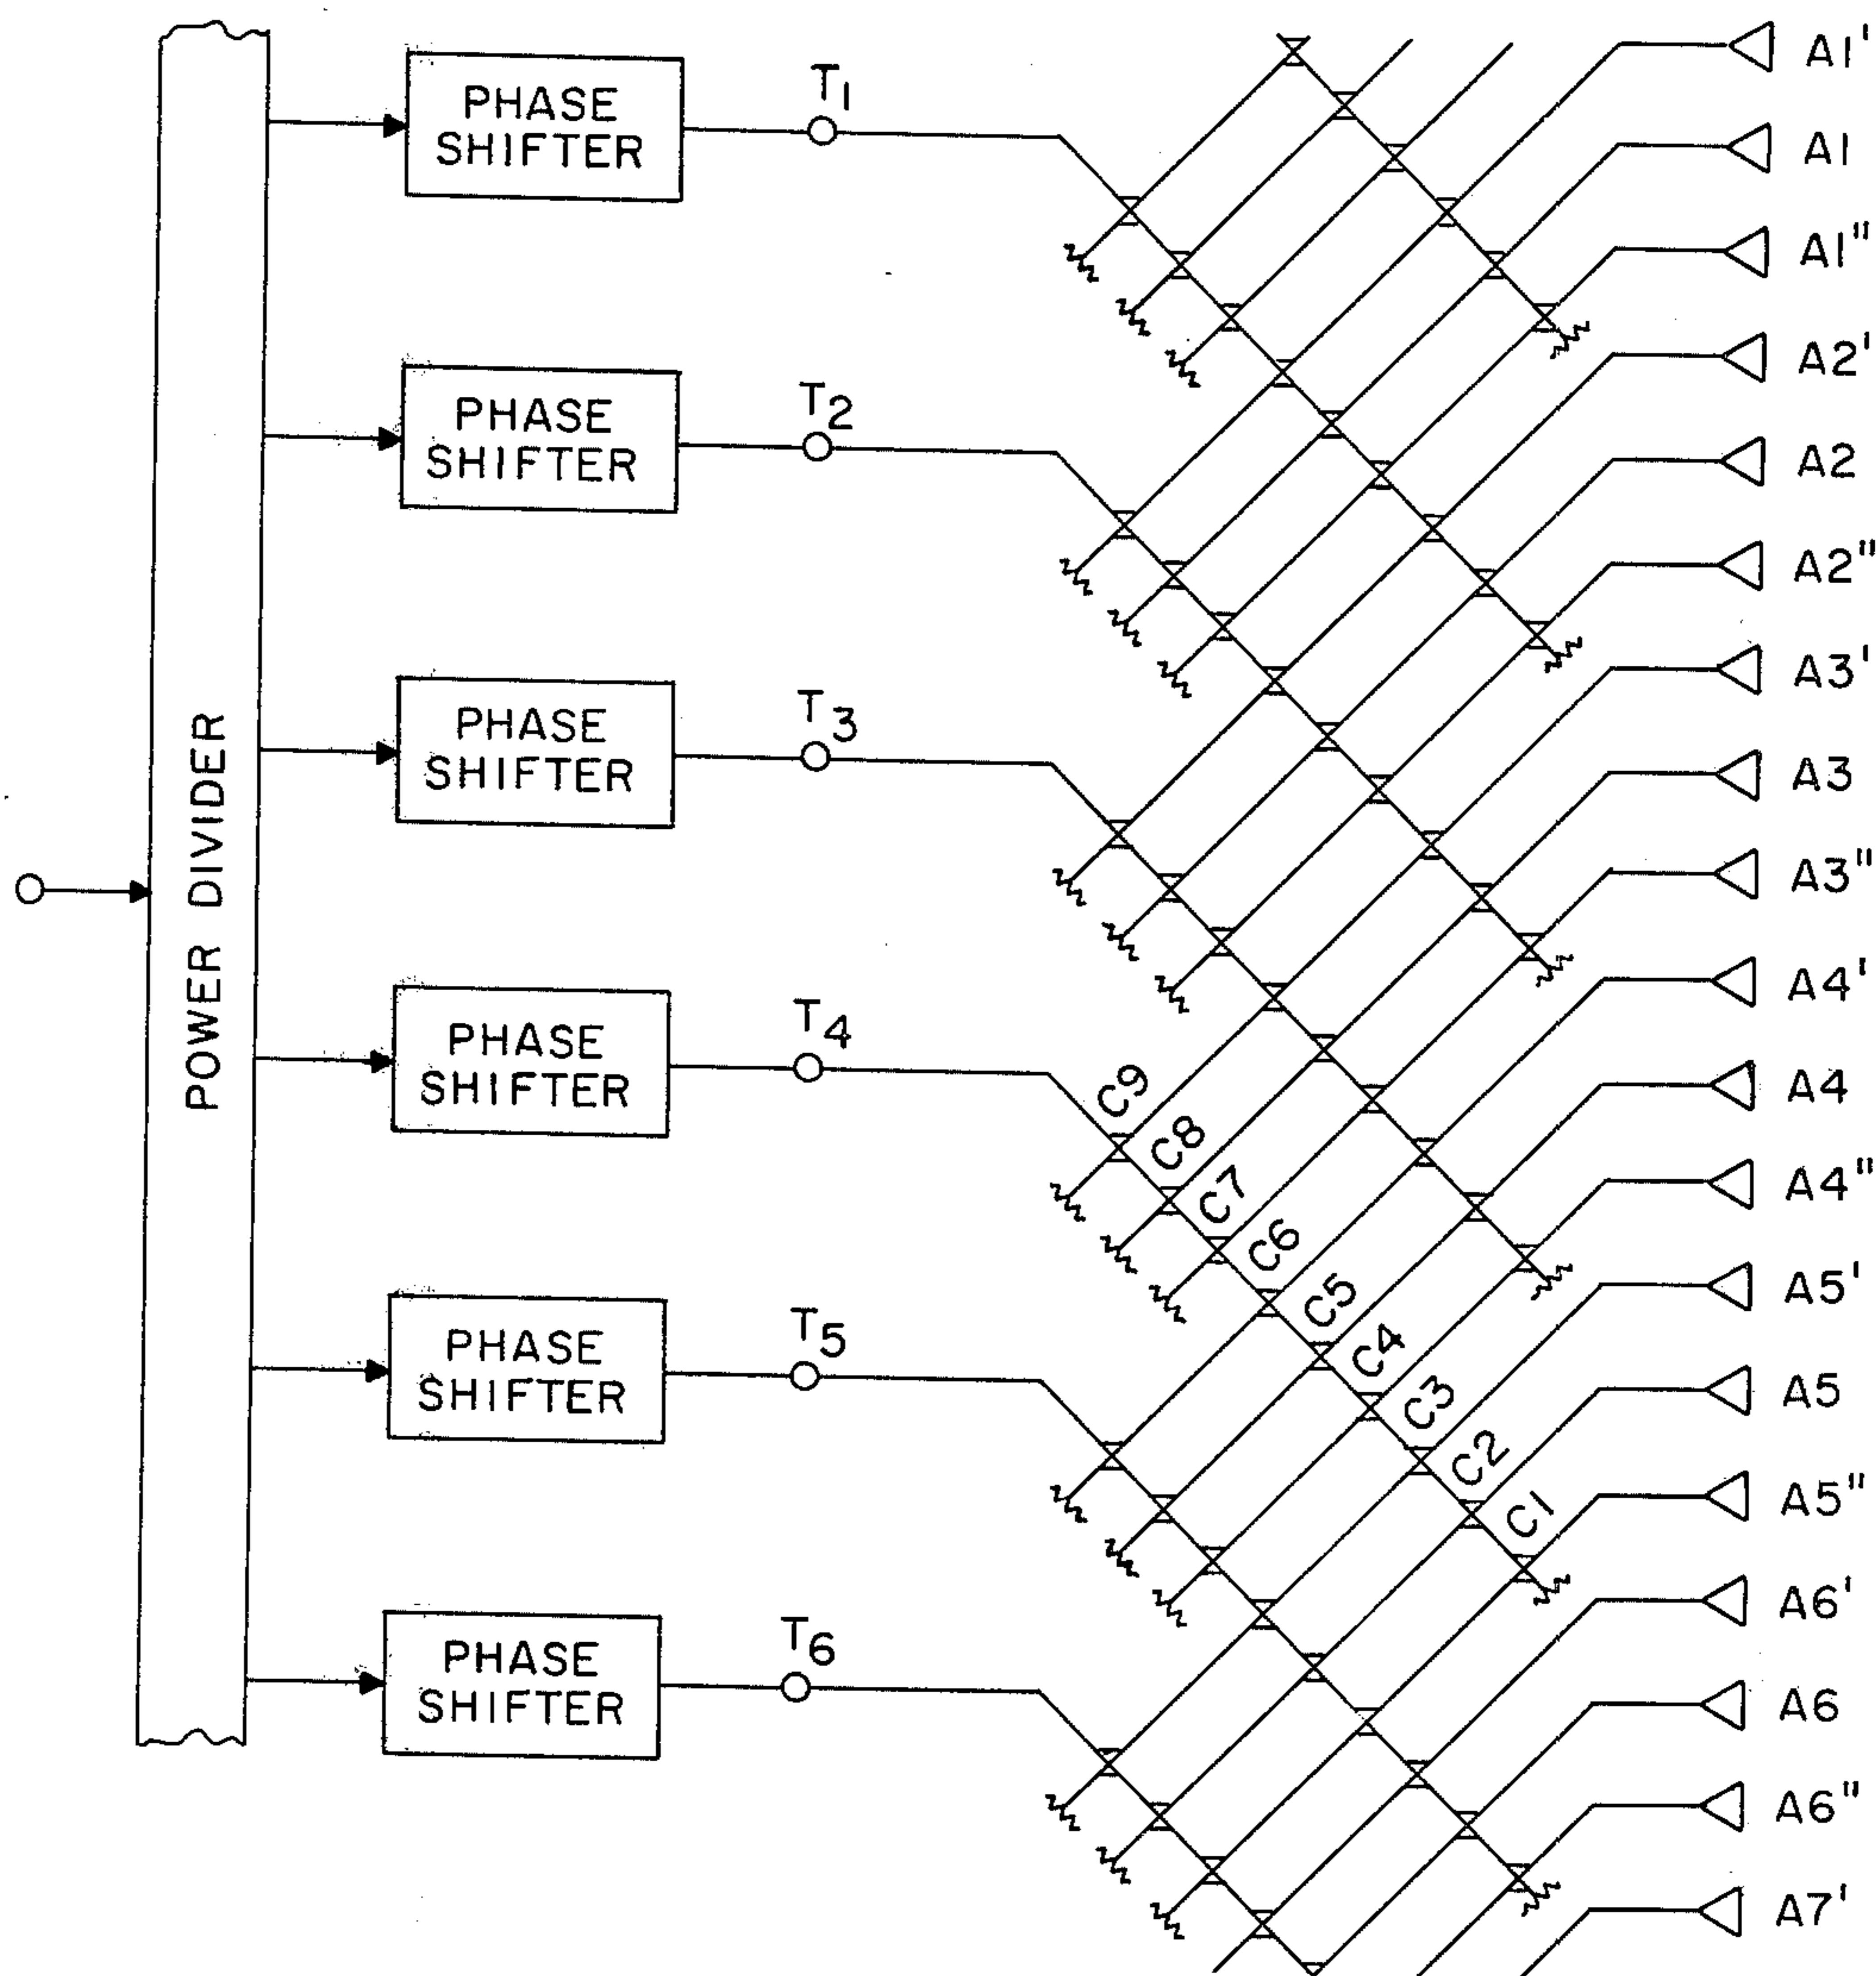 POWER DIVIDER
PHASE
SHIFTER
T1
PHASE
SHIFTER
T2
PHASE
SHIFTER
T3
PHASE
SHIFTER
T4
PHASE
SHIFTER
T5
PHASE
SHIFTER
T6
C9
C8
C7
C6
C5
C4
C3
C2
C1
A1'
A1
A1"
A2'
A2
A2"
A3'
A3
A3"
A4'
A4
A4"
A5'
A5
A5"
A6'
A6
A6"
A7'